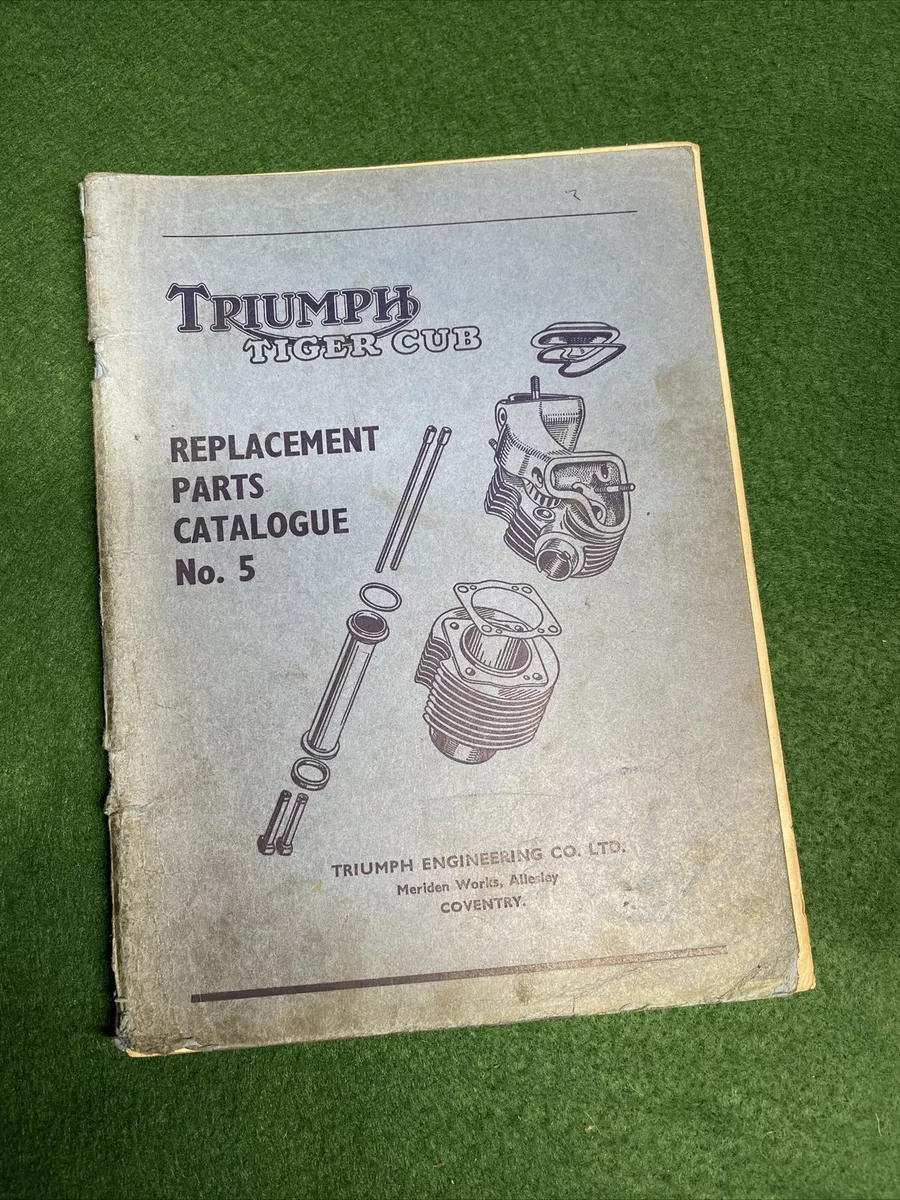 TRIUMPH
TIGER CUB
REPLACEMENT
PARTS
CATALOGUE
No. 5
TRIUMPH ENGINEERING CO. LTD.
Meriden Works, Allesley
COVENTRY.